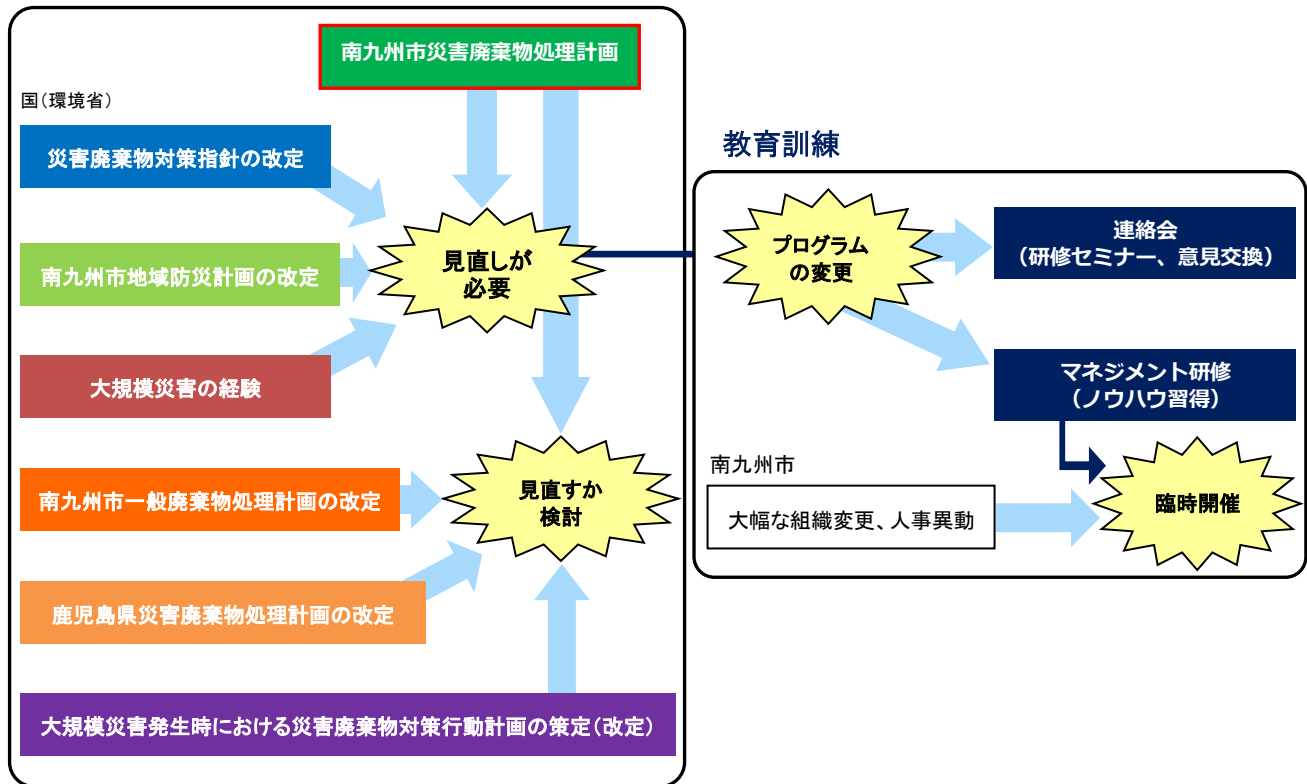 南九州市災害廃棄物処理計画
国（環境省）
災害廃棄物対策指針の改定
南九州市地域防災計画の改定
大規模災害の経験
見直しが
必要
南九州市一般廃棄物処理計画の改定
見直すか
検討
鹿児島県災害廃棄物処理計画の改定
大規模災害発生時における災害廃棄物対策行動計画の策定（改定）
教育訓練
プログラム
の変更
連絡会
（研修セミナー、意見交換）
マネジメント研修
（ノウハウ習得）
南九州市
大幅な組織変更、人事異動
臨時開催